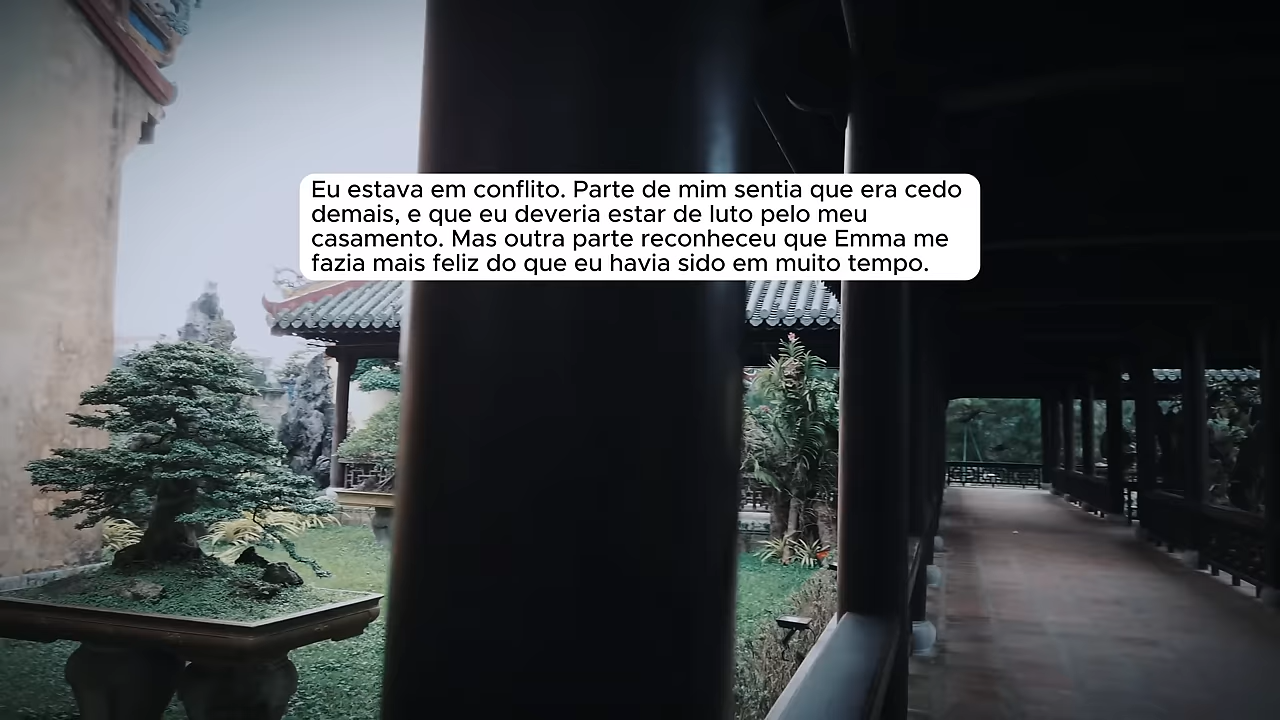 Eu estava em conflito. Parte de mim sentia que era cedo
demais, e que eu deveria estar de luto pelo meu
casamento. Mas outra parte reconheceu que Emma me
fazia mais feliz do que eu havia sido em muito tempo.